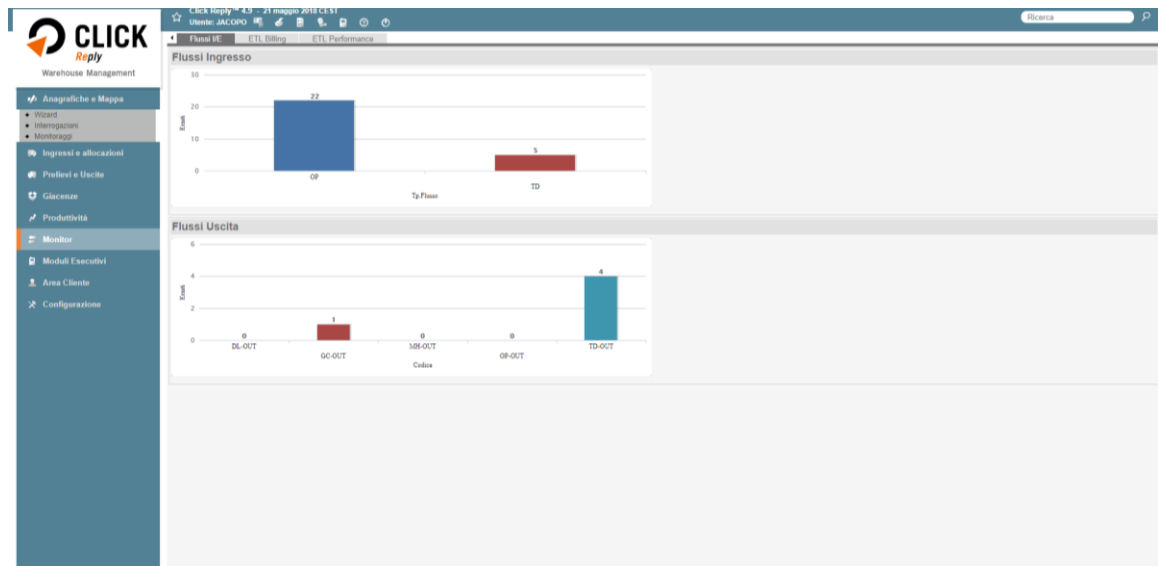 Click Reply™ 4.9 - 21 maggio 2018 CEST
Utente: JACOPO
Ricerca
CLICK
Reply
Warehouse Management
Flussi I/E
ETL Billing
ETL Performance
Anagrafiche e Mappa
Wizard
Interrogazioni
Monitoraggi
Ingressi e allocazioni
Prelievi e Uscite
Giacenze
Produttività
Monitor
Moduli Esecutivi
Area Cliente
Configurazione
Flussi Ingresso
30
20
10
0
22
5
OP
TD
Tp.Flusso
Flussi Uscita
6
4
2
0
0
1
0
0
4
DL-OUT
GC-OUT
MH-OUT
OP-OUT
TD-OUT
Codice